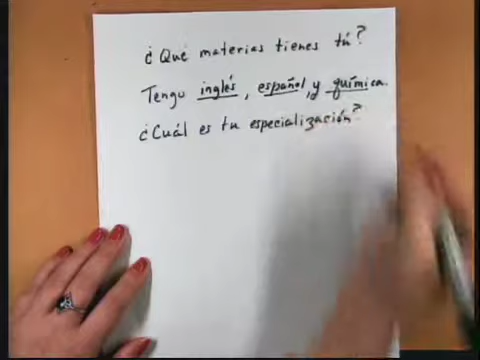 ¿Qué materias tienes tú?
Tengo inglés, español, y química.
¿Cuál es tu especialización?